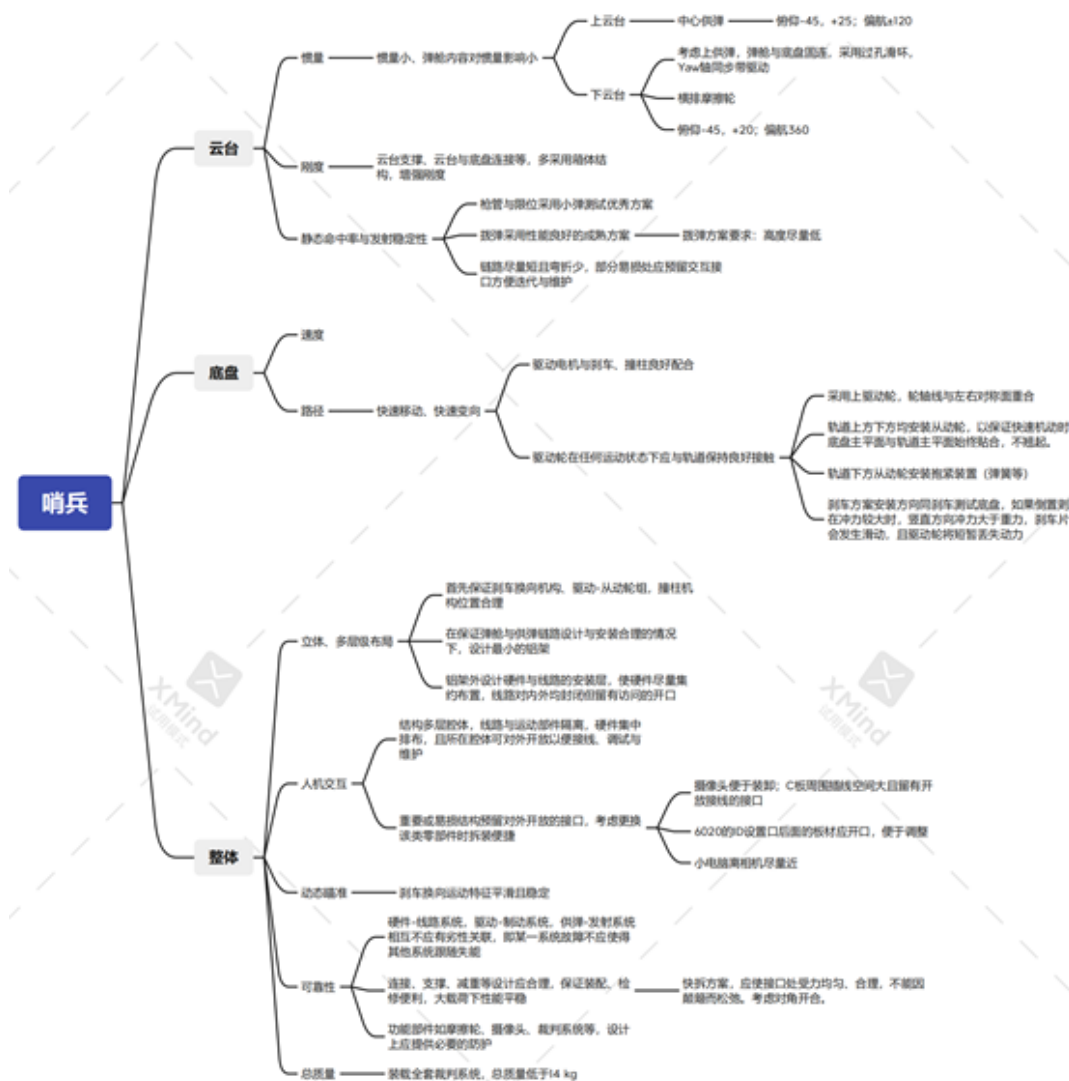 哨兵
云台
惯量
惯量小、弹舱内容对惯量影响小
上云台
中心供弹
俯仰-45，+25；偏航±120
下云台
考虑上供弹，弹舱与底盘固连，采用过孔滑环，
Yaw轴同步带驱动
横排摩擦轮
俯仰-45，+20；偏航360
刚度
云台支撑、云台与底盘连接等，多采用箱体结
构，增强刚度
静态命中率与发射稳定性
枪管与限位采用小弹测试优秀方案
拨弹采用性能良好的成熟方案
拨弹方案要求：高度尽量低
链路尽量短且弯折少，部分易损处应预留交互接
口方便迭代与维护
底盘
速度
路径
快速移动、快速变向
驱动电机与刹车、撞柱良好配合
驱动轮在任何运动状态下应与轨道保持良好接触
采用上驱动轮，轮轴线与左右对称面重合
轨道上方下方均安装从动轮，以保证快速机动时
底盘主平面与轨道主平面始终贴合，不翘起。
轨道下方从动轮安装抱紧装置（弹簧等）
刹车方案安装方向同刹车测试底盘，如果倒置则
在冲力较大时，竖直方向冲力大于重力，刹车片
会发生滑动，且驱动轮将短暂丢失动力
整体
立体、多层级布局
首先保证刹车换向机构、驱动-从动轮组，撞柱机
构位置合理
在保证弹舱与供弹链路设计与安装合理的情况
下，设计最小的铝架
铝架外设计硬件与线路的安装层，使硬件尽量集
约布置，线路对内外均封闭但留有访问的开口
人机交互
结构多层腔体，线路与运动部件隔离，硬件集中
排布，且所在腔体可对外开放以便接线、调试与
维护
重要或易损结构预留对外开放的接口，考虑更换
该类零部件时拆装便捷
摄像头便于装卸；C板周围插线空间大且留有开
放接线的接口
6020的ID设置口后面的板材应开口，便于调整
小电脑离相机尽量近
动态瞄准
刹车换向运动特征平滑且稳定
可靠性
硬件-线路系统，驱动-制动系统，供弹-发射系统
相互不应有劣性关联，即某一系统故障不应使得
其他系统跟随失能
连接、支撑、减重等设计应合理，保证装配、检
修便利，大载荷下性能平稳
快拆方案，应使接口处受力均匀、合理，不能因
颠簸而松弛。考虑对角开合。
功能部件如摩擦轮、摄像头、裁判系统等，设计
上应提供必要的防护
总质量
装载全套裁判系统，总质量低于14 kg
XMind
试用模式
XMind
试用模式